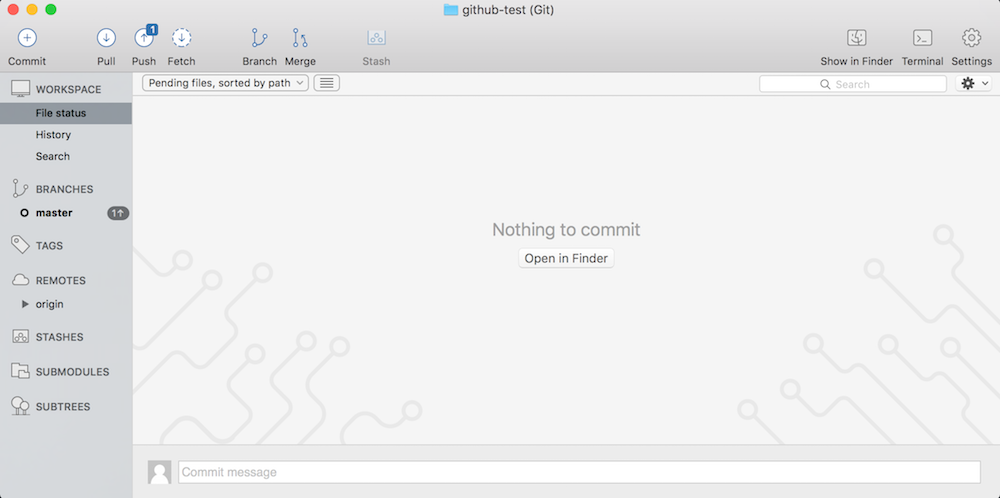 github-test (Git)
Commit Pull Push 1 Fetch Branch Merge Stash Show in Finder Terminal Settings
WORKSPACE
File status
History
Search
BRANCHES
master 1↑
TAGS
REMOTES
origin
STASHES
SUBMODULES
SUBTREES
Pending files, sorted by path
Search
Nothing to commit
Open in Finder
Commit message